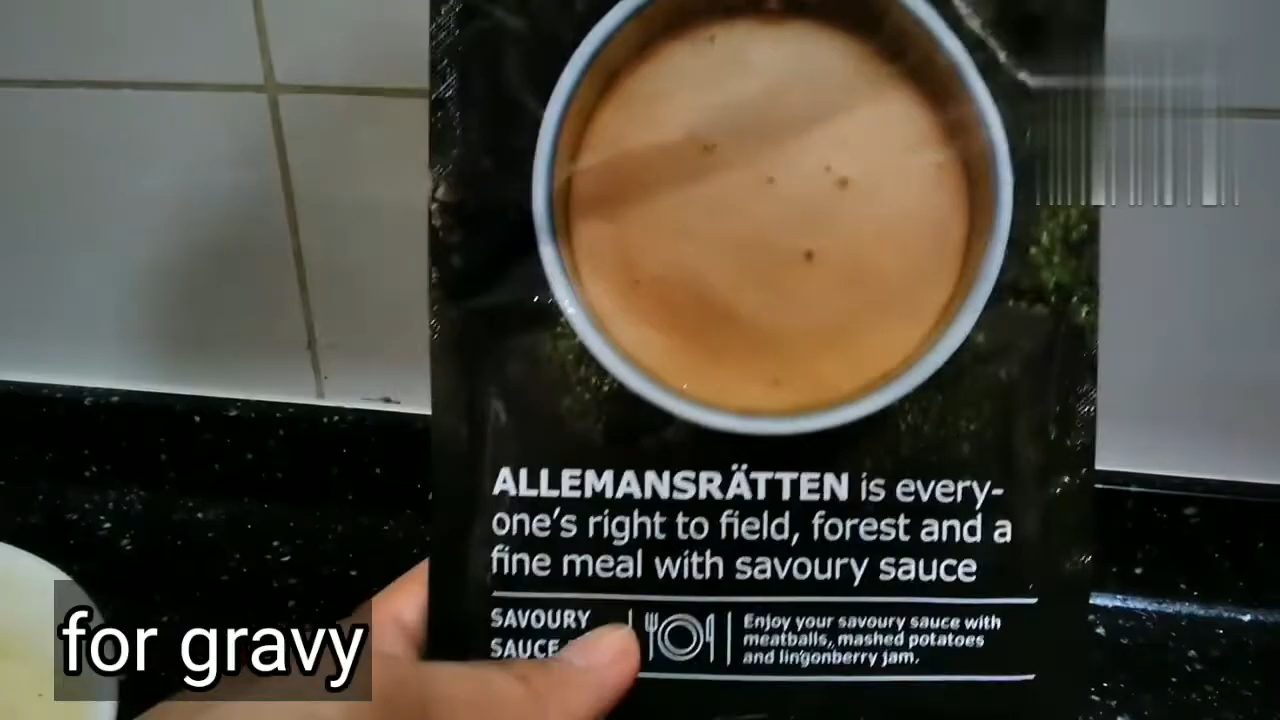 ALLEMANSRÄTTEN is every-
one's right to field, forest and a
fine meal with savoury sauce
SAVOURY
SAUCE
Enjoy your savoury sauce with
meatballs, mashed potatoes
and lingonberry jam.
for gravy